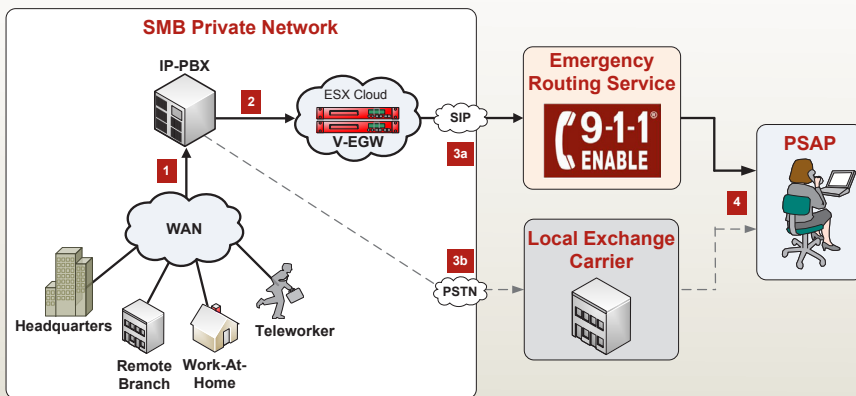 SMB Private Network
IP-PBX
2
ESX Cloud
V-EGW
SIP
3a
Emergency
Routing Service
9-1-1®
ENABLE
PSAP
4
1
WAN
3b
PSTN
Local Exchange
Carrier
Headquarters
Remote
Branch
Work-At-
Home
Teleworker